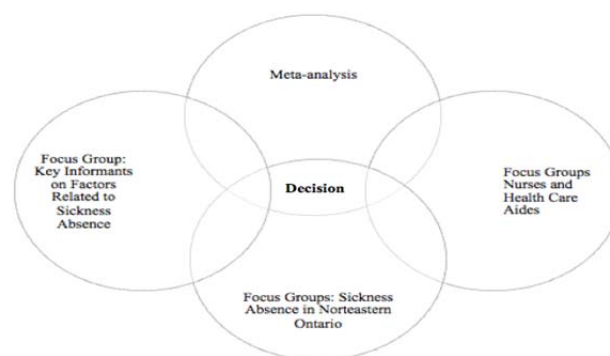 Meta-analysis
Focus Group:
Key Informants
on Factors
Related to
Sickness
Absence
Decision
Focus Groups
Nurses and
Health Care
Aides
Focus Groups: Sickness
Absence in Norteastern
Ontario